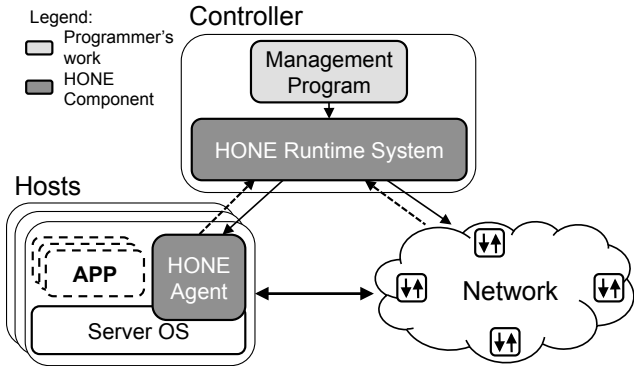 Legend:
Programmer's
work
HONE
Component
Controller
Management
Program
HONE Runtime System
Hosts
APP
HONE
Agent
Server OS
Network